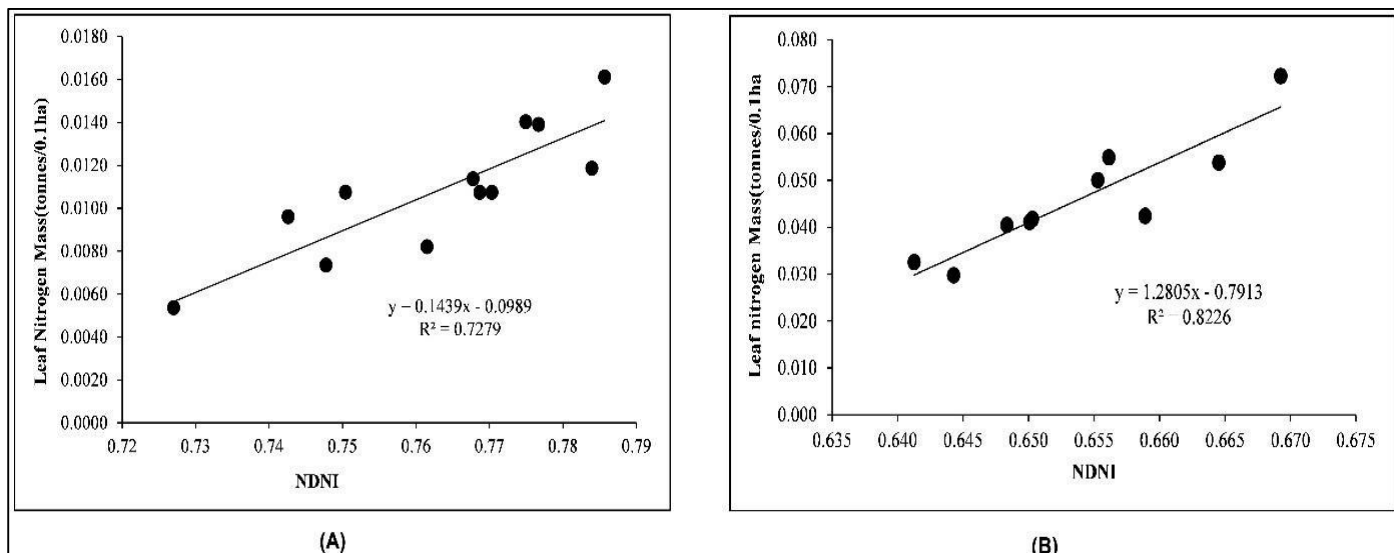 0.0180
0.0160
0.0140
0.0120
0.0100
0.0080
0.0060
0.0040
0.0020
0.0000
Leaf Nitrogen Mass(tonnes/0.1ha)
y = 0.1439x - 0.0989
R² = 0.7279
0.72 0.73 0.74 0.75 0.76 0.77 0.78 0.79
NDNI
(A)
0.080
0.070
0.060
0.050
0.040
0.030
0.020
0.010
0.000
Leaf nitrogen Mass(tonnes/0.1ha
y = 1.2805x - 0.7913
R² = 0.8226
0.635 0.640 0.645 0.650 0.655 0.660 0.665 0.670 0.675
NDNI
(B)